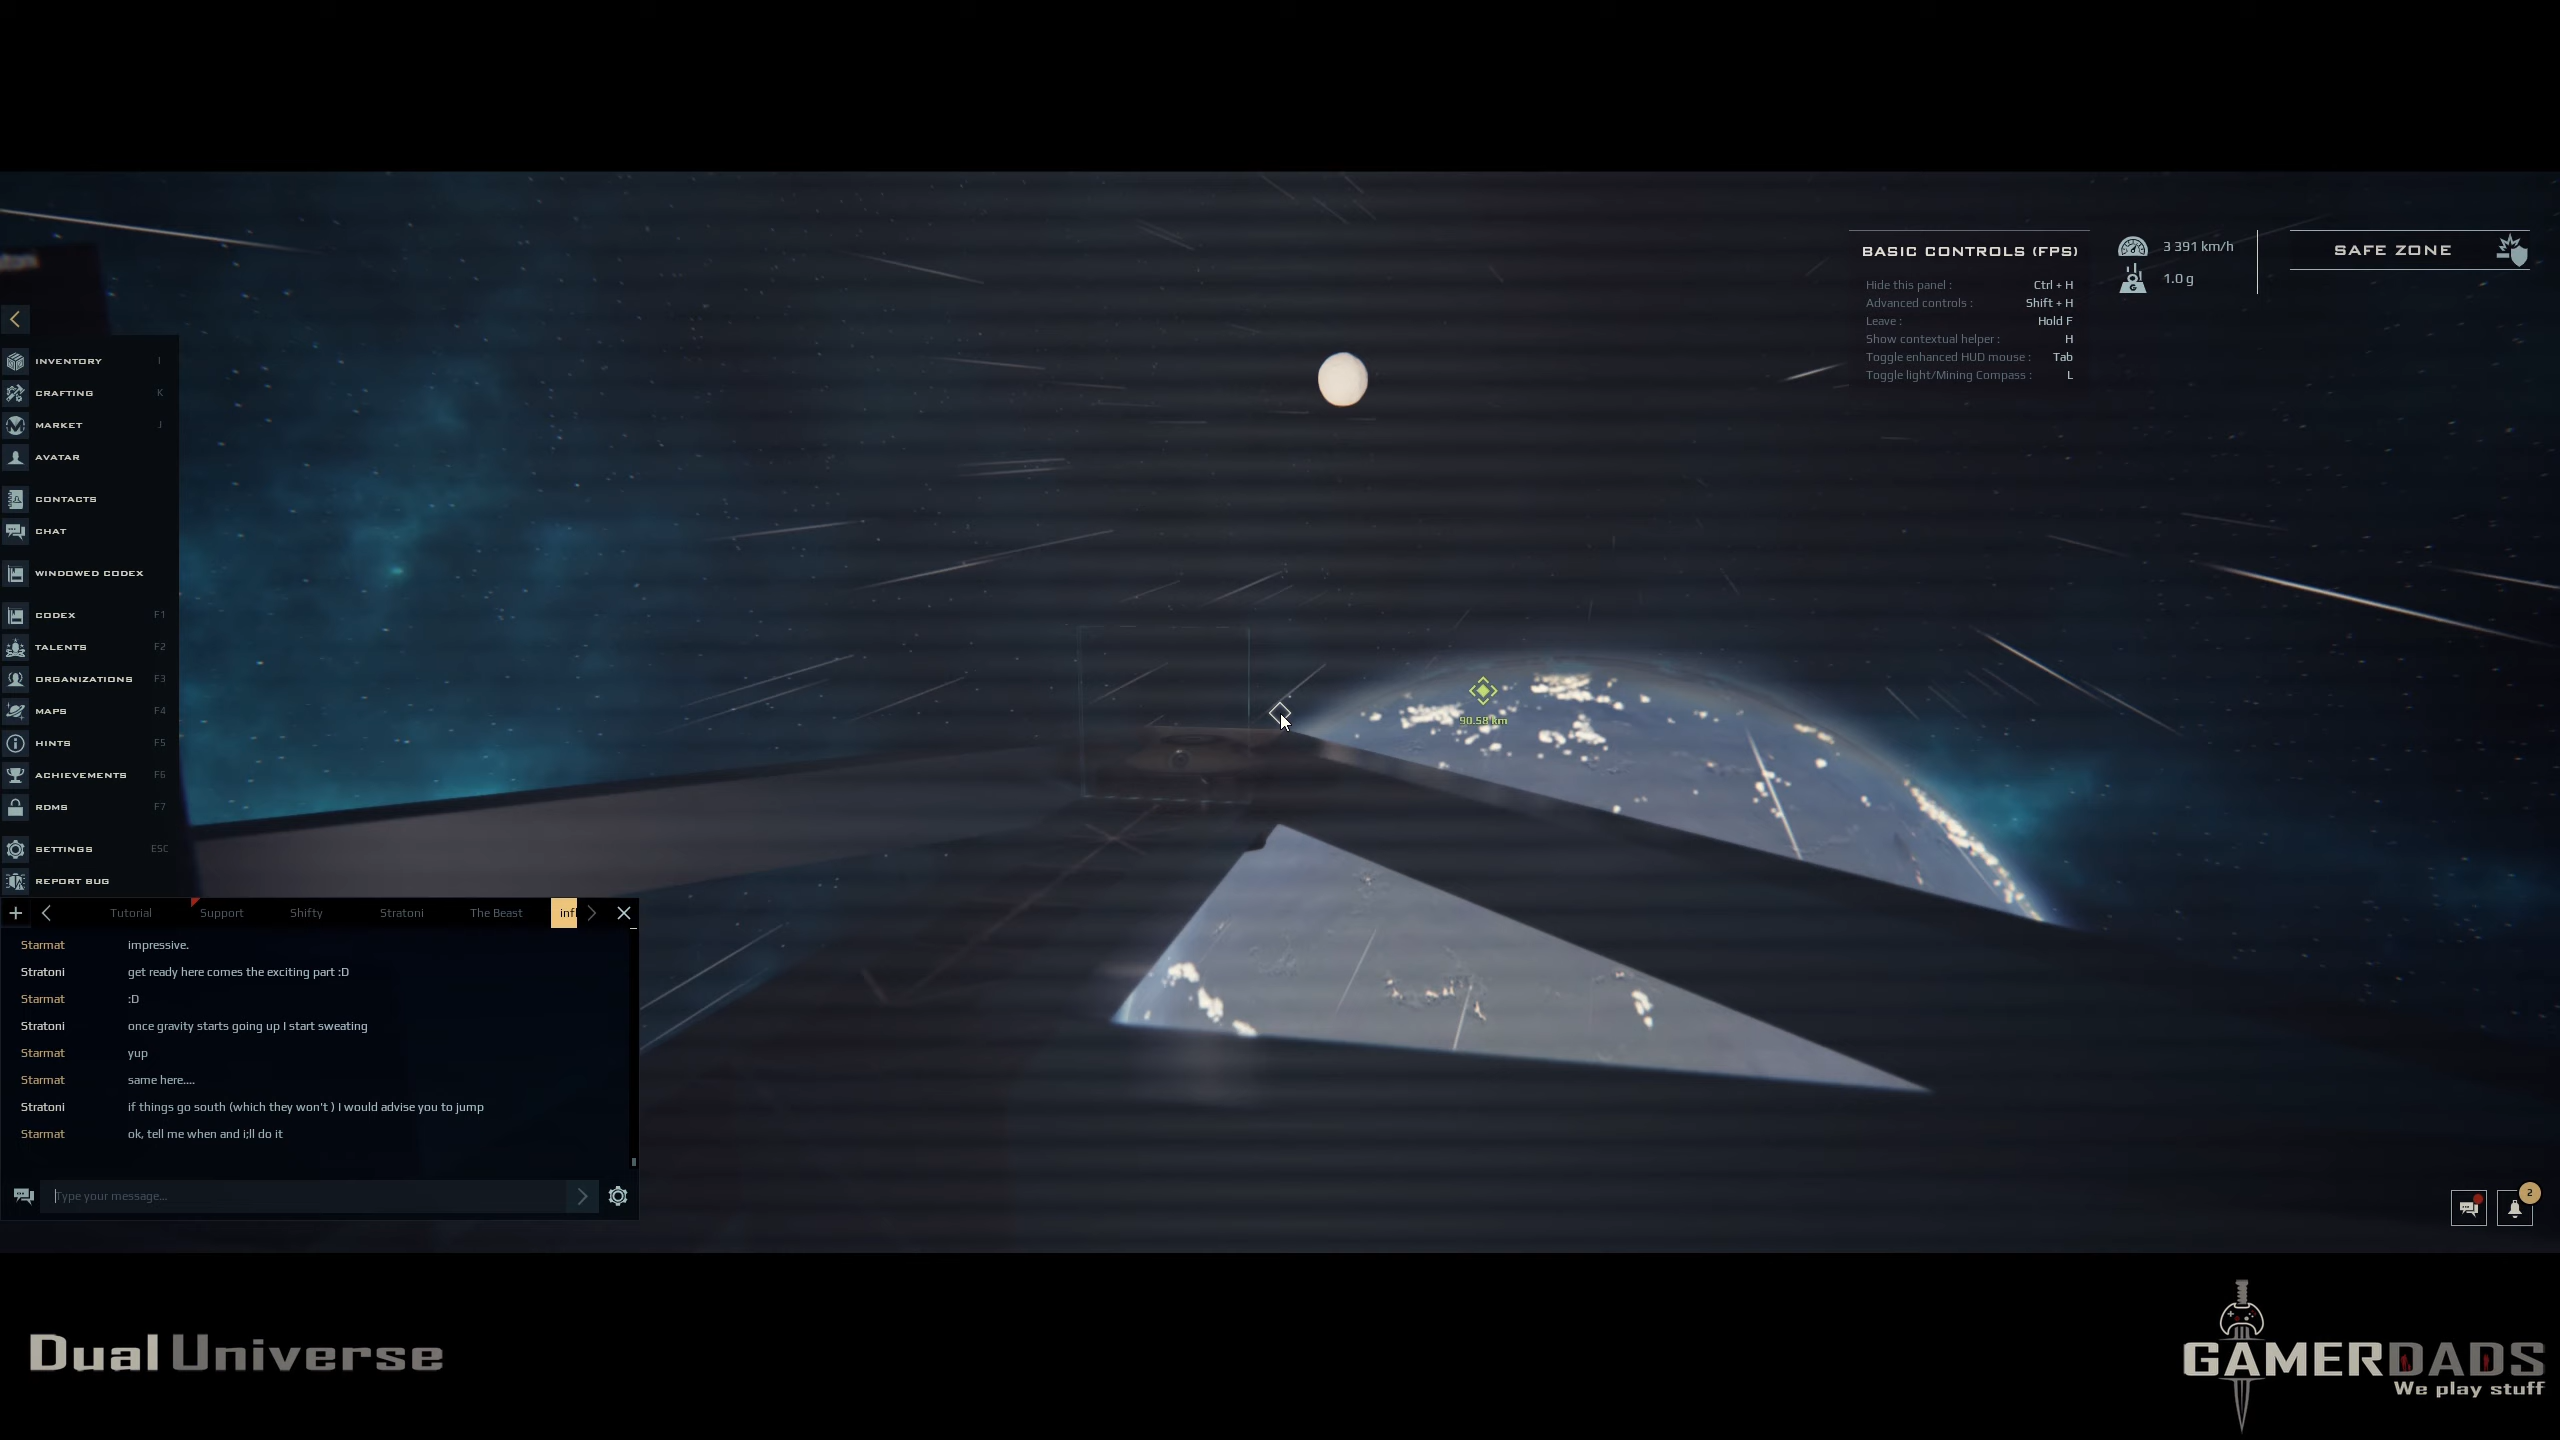 BASIC CONTROLS (FPS)
Hide this panel : Ctrl + H
Advanced controls : Shift + H
Leave : Hold F
Show contextual helper : H
Toggle enhanced HUD mouse : Tab
Toggle light/Mining Compass : L
3 391 km/h
1.0 g
SAFE ZONE
INVENTORY I
CRAFTING K
MARKET J
AVATAR
CONTACTS
CHAT
WINDOWED CODEX
CODEX F1
TALENTS F2
ORGANIZATIONS F3
MAPS F4
HINTS F5
ACHIEVEMENTS F6
RDMS F7
SETTINGS ESC
REPORT BUG
90.58 km
Tutorial Support Shifty Stratoni The Beast
Starmat impressive.
Stratoni get ready here comes the exciting part :D
Starmat :D
Stratoni once gravity starts going up I start sweating
Starmat yup
Starmat same here....
Stratoni if things go south (which they won't ) I would advise you to jump
Starmat ok, tell me when and i;ll do it
Type your message...
2
Dual Universe
GAMERDADS
We play stuff